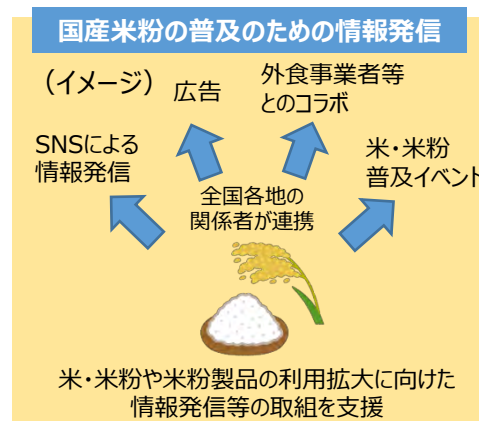 国産米粉の普及のための情報発信
（イメージ）
広告
外食事業者等
とのコラボ
SNSによる
情報発信
米・米粉
普及イベント
全国各地の
関係者が連携
米・米粉や米粉製品の利用拡大に向けた
情報発信等の取組を支援